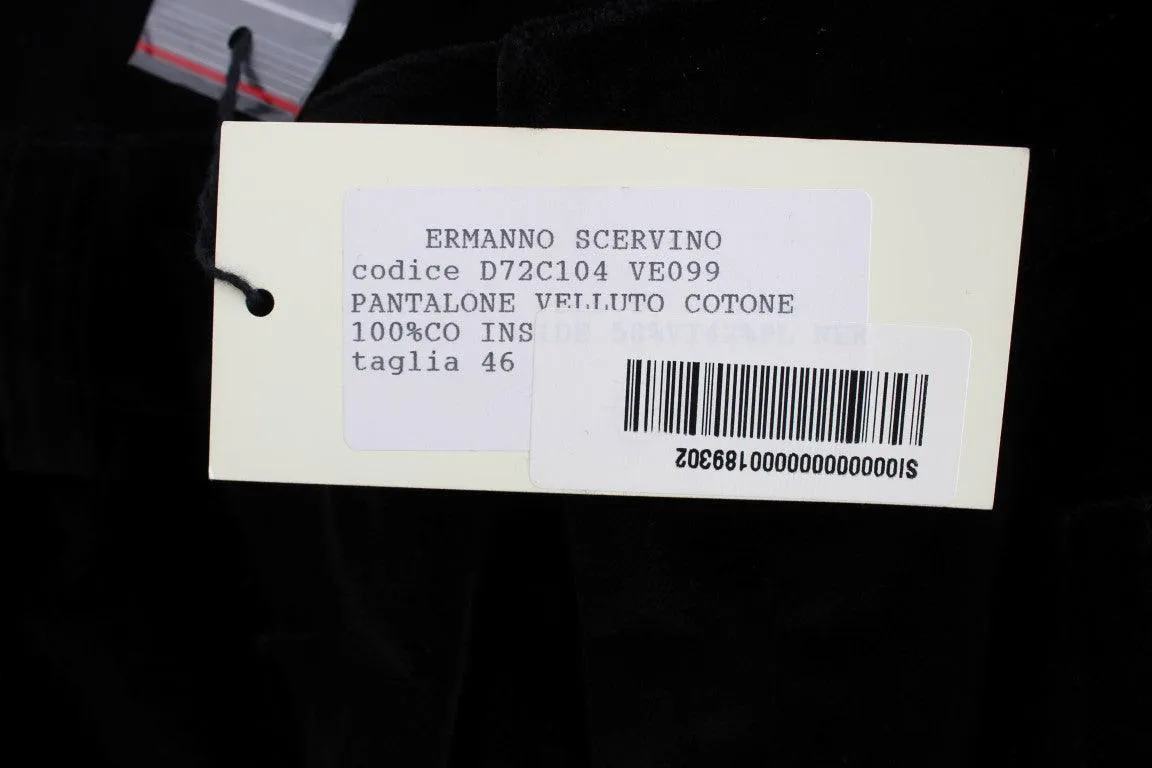 ERMANNO SCERVINO
codice D72C104 VE099
PANTALONE VELLUTO COTONE
100%CO INS
taglia 46
SI000000000000189302